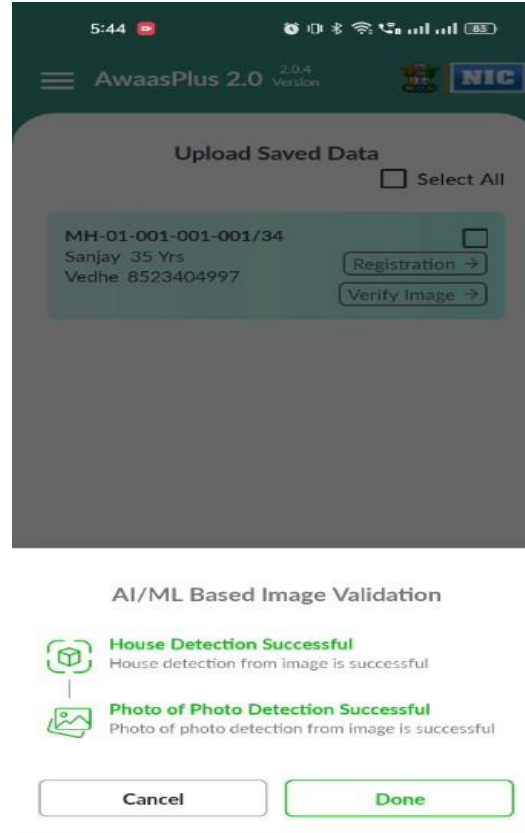 5:44 83
AwaasPlus 2.0 2.0.4 Version NIC
Upload Saved Data
Select All
MH-01-001-001-001/34
Sanjay 35 Yrs
Vedhe 8523404997
Registration →
Verify Image →
AI/ML Based Image Validation
House Detection Successful
House detection from image is successful
Photo of Photo Detection Successful
Photo of photo detection from image is successful
Cancel Done